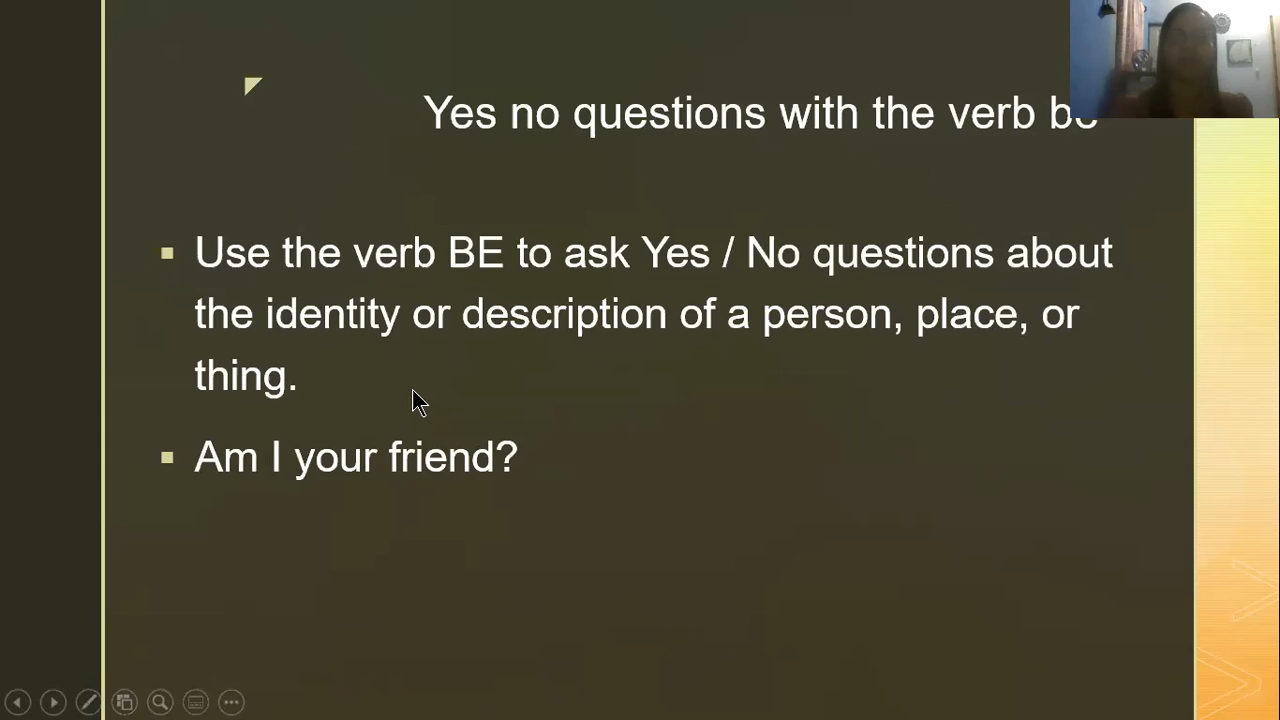 Yes no questions with the verb be
Use the verb BE to ask Yes / No questions about
the identity or description of a person, place, or
thing.
Am I your friend?